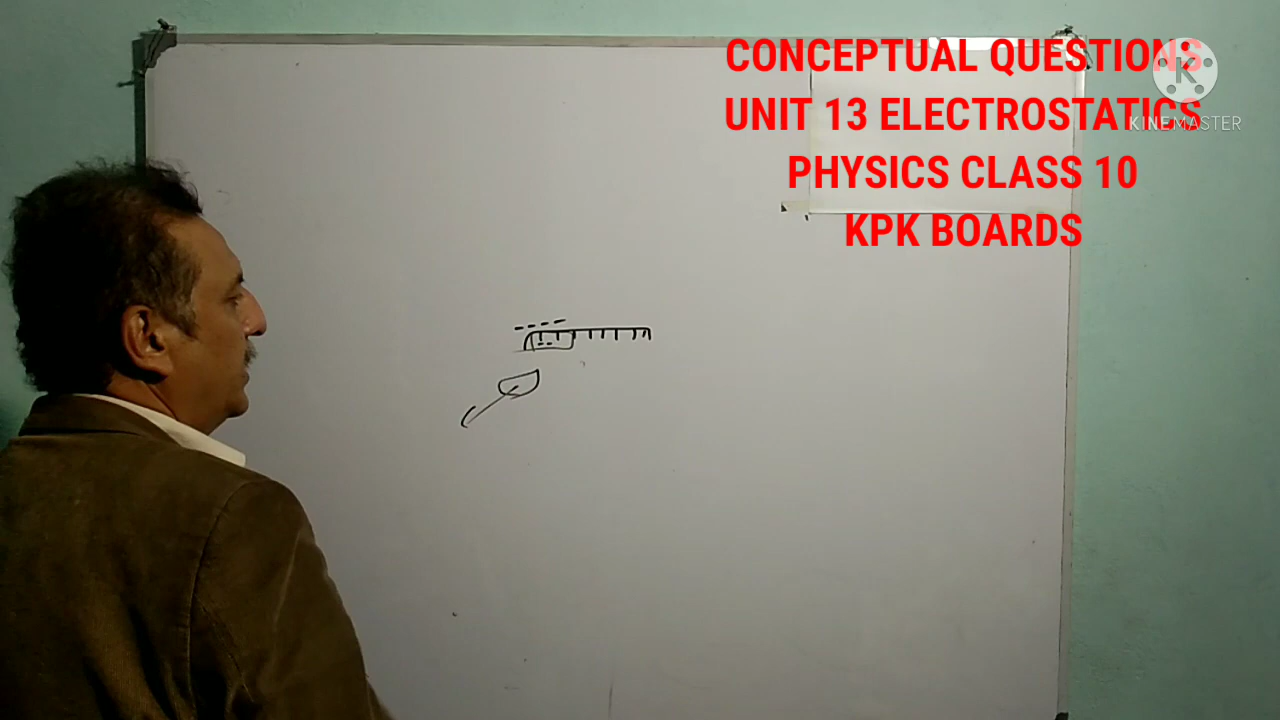 CONCEPTUAL QUESTIONS
UNIT 13 ELECTROSTATICS
PHYSICS CLASS 10
KPK BOARDS
K
KINEMASTER